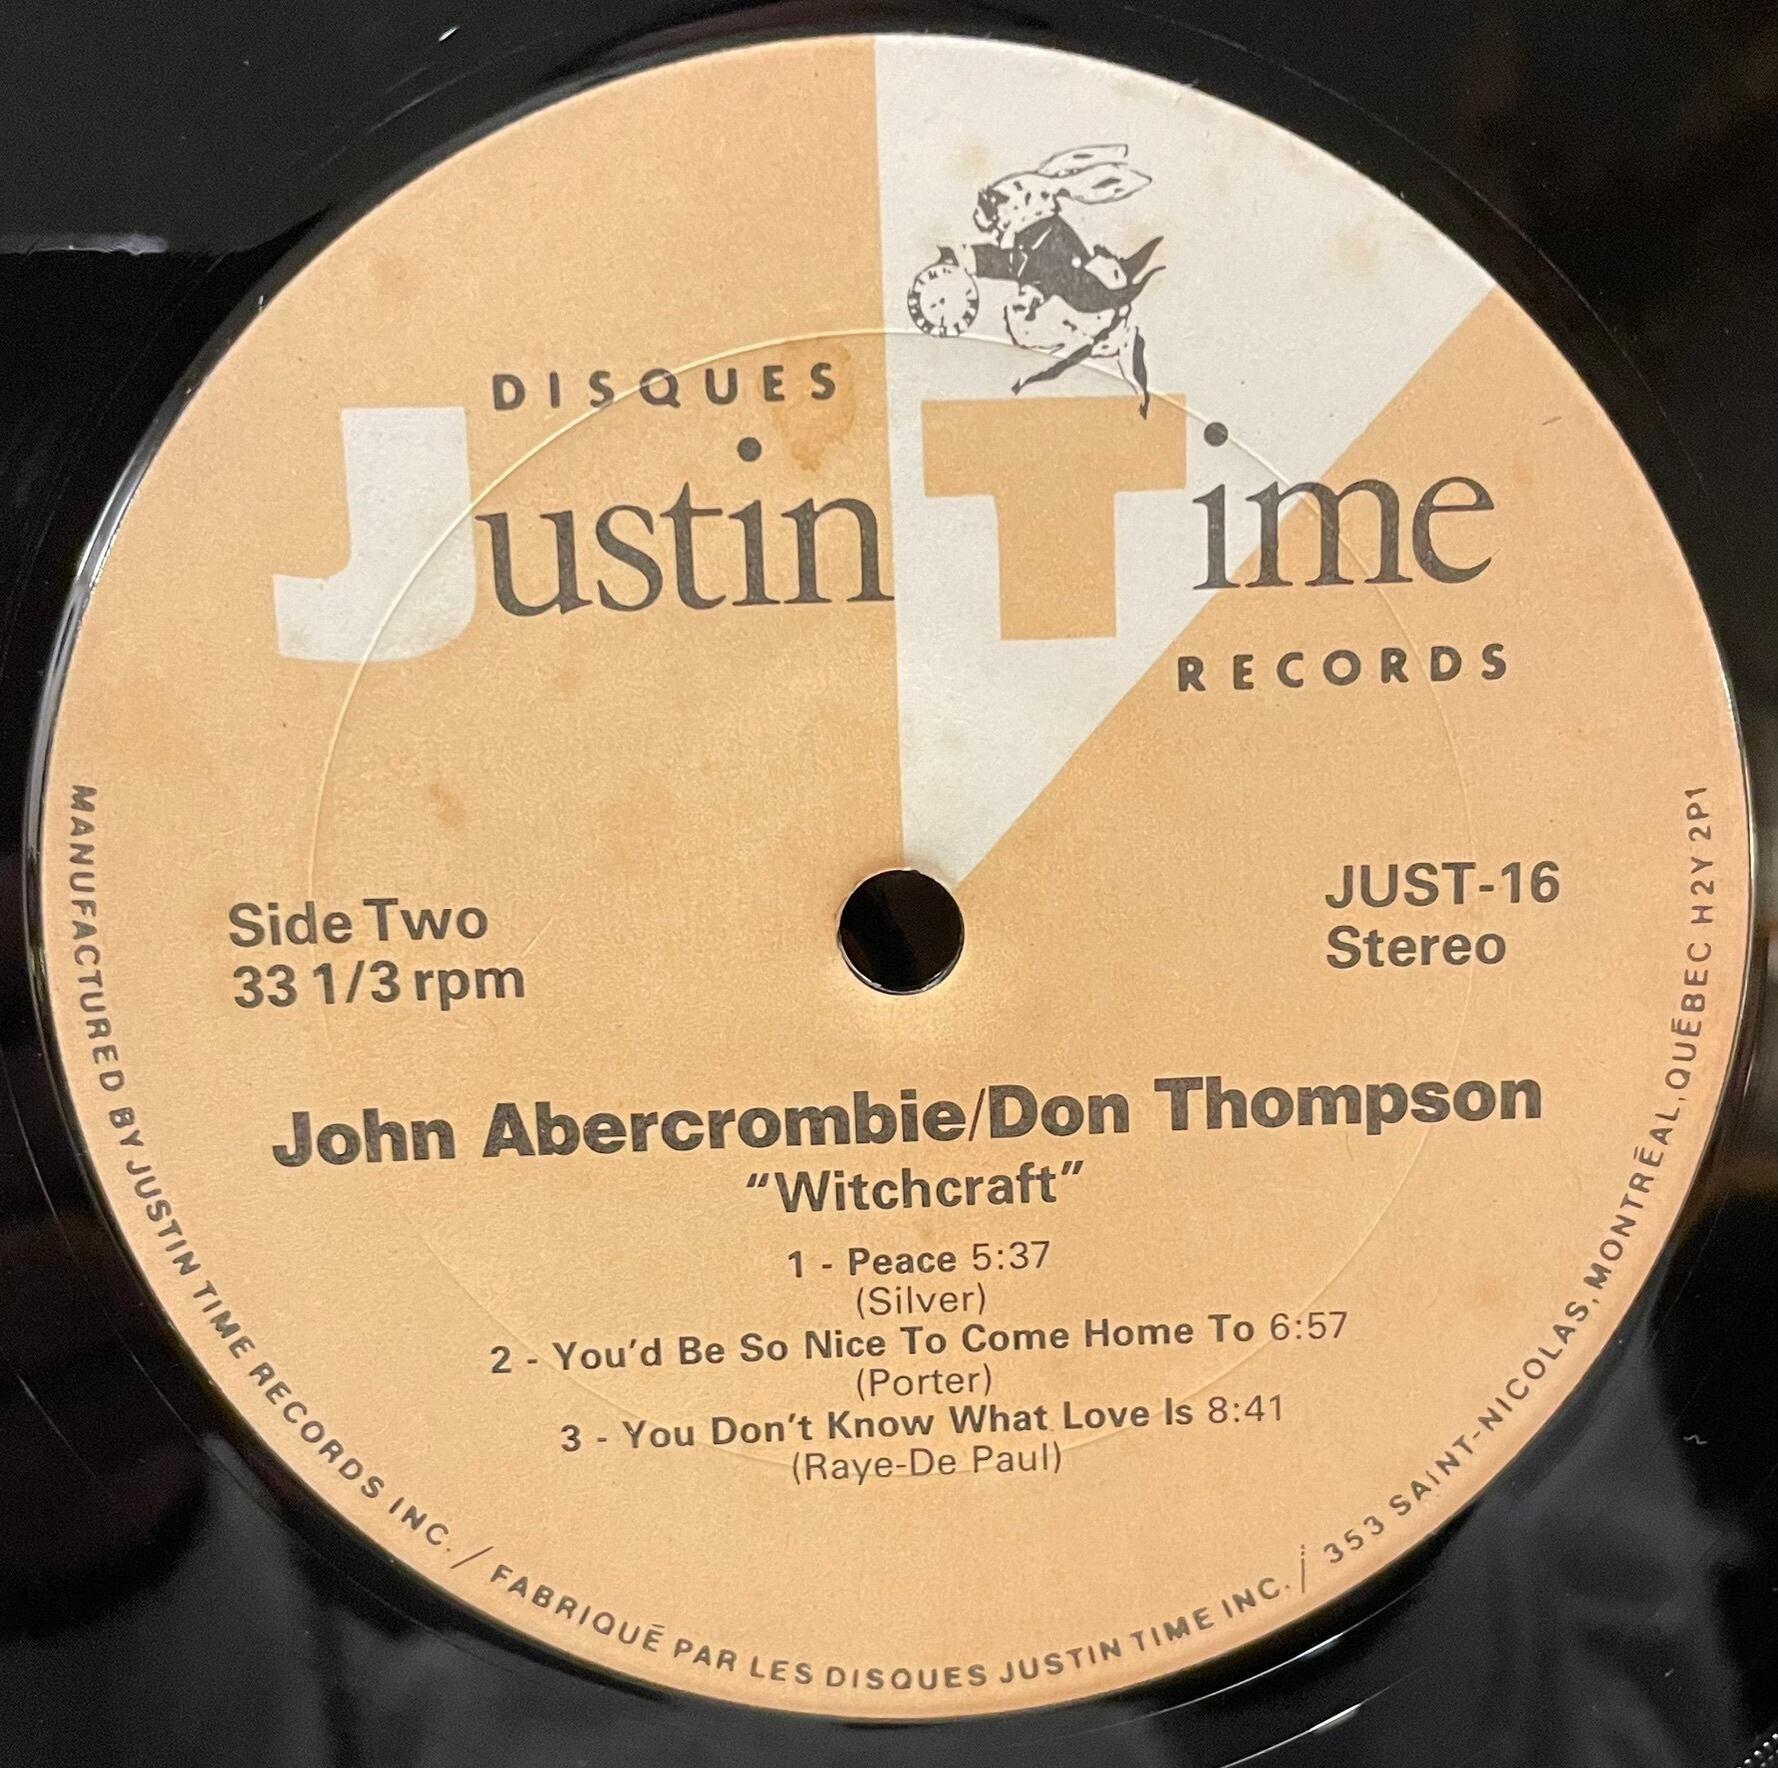 DISQUES
Justin Time
RECORDS
Side Two
33 1/3 rpm
JUST-16
Stereo
John Abercrombie/Don Thompson
“Witchcraft”
1 - Peace 5:37
(Silver)
2 - You'd Be So Nice To Come Home To 6:57
(Porter)
3 - You Don't Know What Love Is 8:41
(Raye-De Paul)
MANUFACTURED BY JUSTIN TIME RECORDS INC. / FABRIQUÉ PAR LES DISQUES JUSTIN TIME INC. / 353 SAINT-NICOLAS, MONTRÉAL, QUÉBEC H2Y 2P1